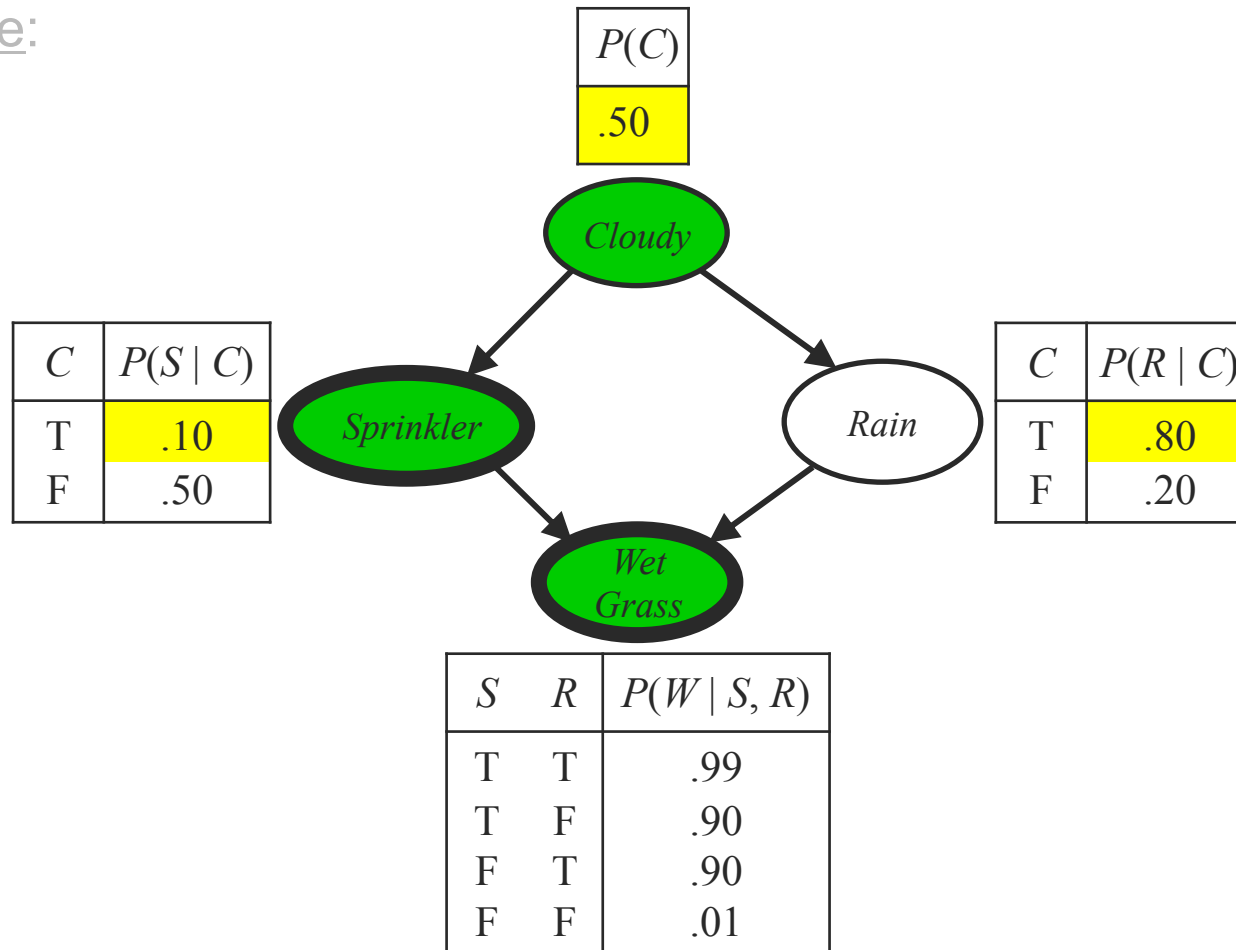 e:
P(C)
.50
Cloudy
C P(S | C)
T .10
F .50
Sprinkler
Rain
C P(R | C)
T .80
F .20
Wet
Grass
S R P(W | S, R)
T T .99
T F .90
F T .90
F F .01